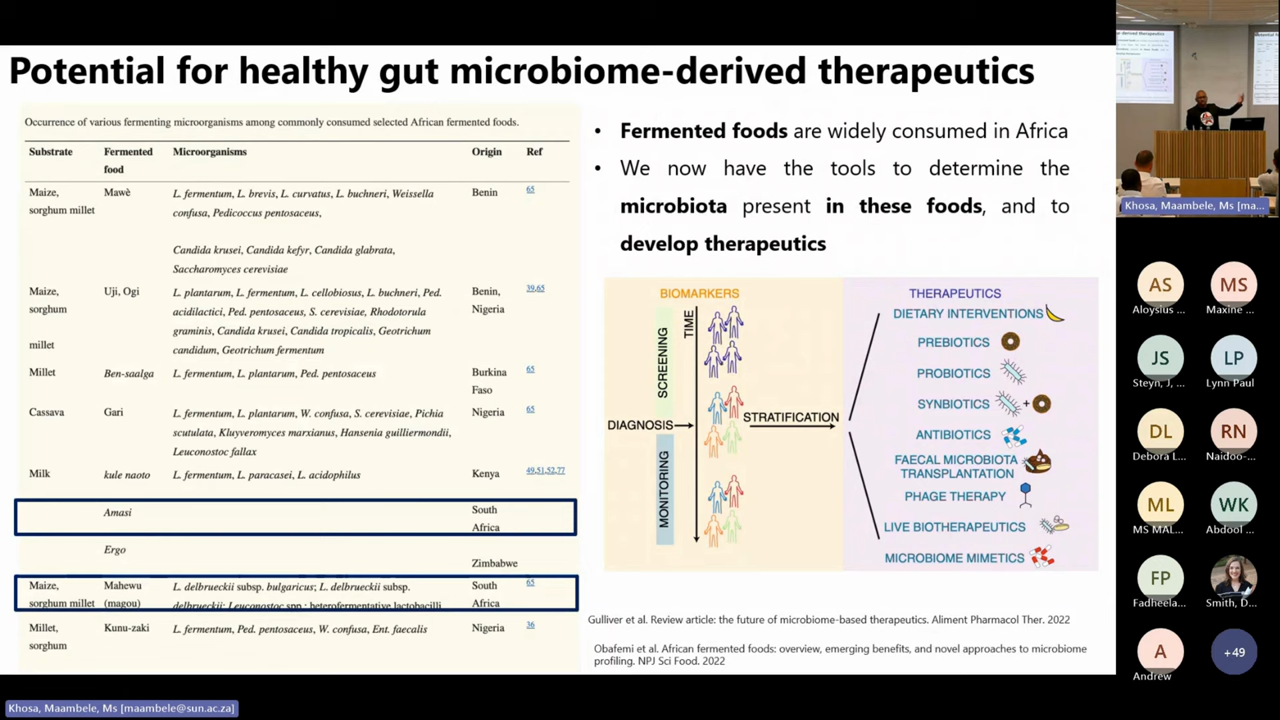 Potential for healthy gut microbiome-derived therapeutics
Occurrence of various fermenting microorganisms among commonly consumed selected African fermented foods.
Substrate Fermented food Microorganisms Origin Ref
Maize, sorghum millet Mawè L. fermentum, L. brevis, L. curvatus, L. buchneri, Weissella Benin 65
confusa, Pedicoccus pentosaceus,
Candida krusei, Candida kefyr, Candida glabrata,
Saccharomyces cerevisiae
Maize, Uji, Ogi L. plantarum, L. fermentum, L. cellobiosus, L. buchneri, Ped. Benin, 39,65
sorghum acidilactici, Ped. pentosaceus, S. cerevisiae, Rhodotorula Nigeria
graminis, Candida krusei, Candida tropicalis, Geotrichum
millet candidum, Geotrichum fermentum
Millet Ben-saalga L. fermentum, L. plantarum, Ped. pentosaceus Burkina 65
Faso
Cassava Gari L. fermentum, L. plantarum, W. confusa, S. cerevisiae, Pichia Nigeria 65
scutulata, Kluyveromyces marxianus, Hansenia guilliermondii,
Leuconostoc fallax
Milk kule naoto L. fermentum, L. paracasei, L. acidophilus Kenya 49,51,52,77
Amasi South
Africa
Ergo
Zimbabwe
Maize, Mahewu L. delbrueckii subsp. bulgaricus; L. delbrueckii subsp. South 65
sorghum millet (magou) delbrueckii; Leuconostoc spp.; heterofermentative lactobacilli Africa
Millet, Kunu-zaki L. fermentum, Ped. pentosaceus, W. confusa, Ent. faecalis Nigeria 36
sorghum
• Fermented foods are widely consumed in Africa
• We now have the tools to determine the
microbiota present in these foods, and to
develop therapeutics
BIOMARKERS
TIME
SCREENING
DIAGNOSIS
MONITORING
STRATIFICATION
THERAPEUTICS
DIETARY INTERVENTIONS
PREBIOTICS
PROBIOTICS
SYNBIOTICS
+
ANTIBIOTICS
FAECAL MICROBIOTA
TRANSPLANTATION
PHAGE THERAPY
LIVE BIOTHERAPEUTICS
MICROBIOME MIMETICS
Gulliver et al. Review article: the future of microbiome-based therapeutics. Aliment Pharmacol Ther. 2022
Obafemi et al. African fermented foods: overview, emerging benefits, and novel approaches to microbiome
profiling. NPJ Sci Food. 2022
Khosa, Maambele, Ms [ma...
AS MS
Aloysius ... Maxine ...
JS LP
Steyn, J, ... Lynn Paul
DL RN
Debora L... Naidoo-...
ML WK
MS MAL... Abdool ...
FP
Fadheela... Smith, D...
A +49
Andrew
Khosa, Maambele, Ms [maambele@sun.ac.za]